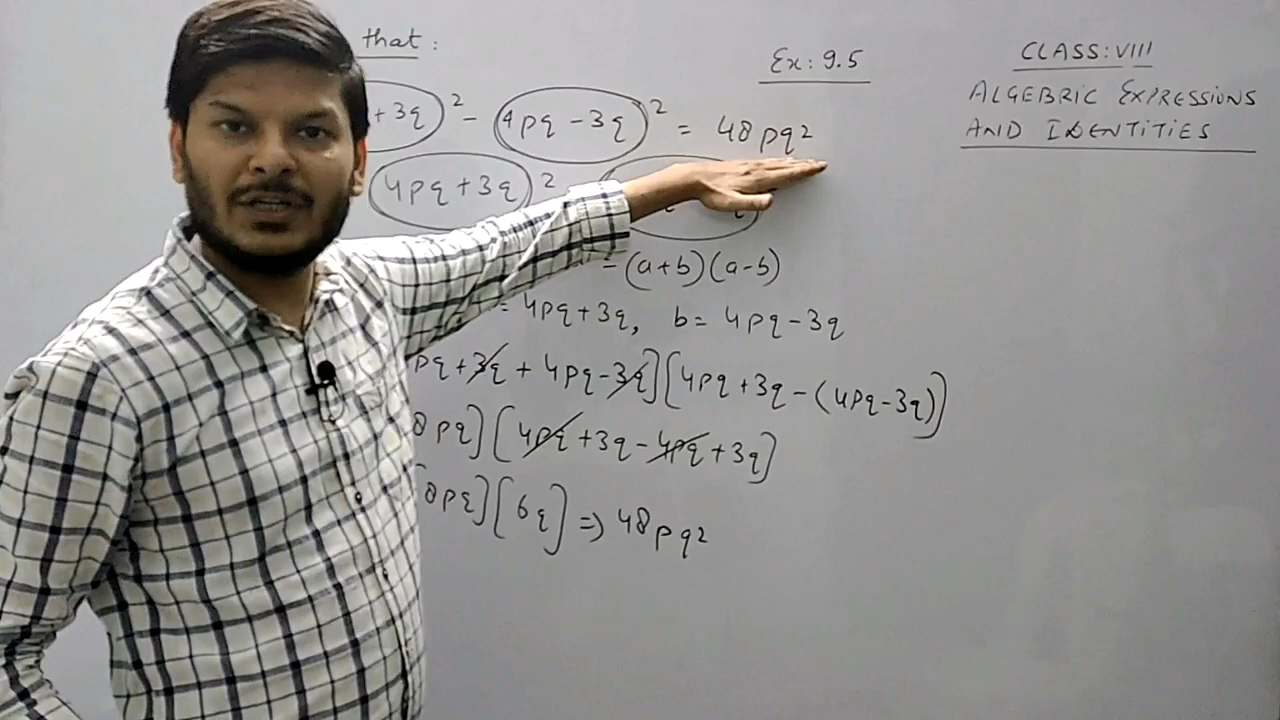 that :
Ex: 9.5
CLASS: VIII
ALGEBRIC EXPRESSIONS
AND IDENTITIES
+ 3q)² - (4pq - 3q)² = 48pq²
(4pq + 3q)²
- (a+b)(a-b)
= 4pq + 3q, b = 4pq - 3q
pq + 3q + 4pq - 3q][4pq + 3q - (4pq - 3q)]
8pq][4pq + 3q - 4pq + 3q]
[8pq][6q] => 48pq²